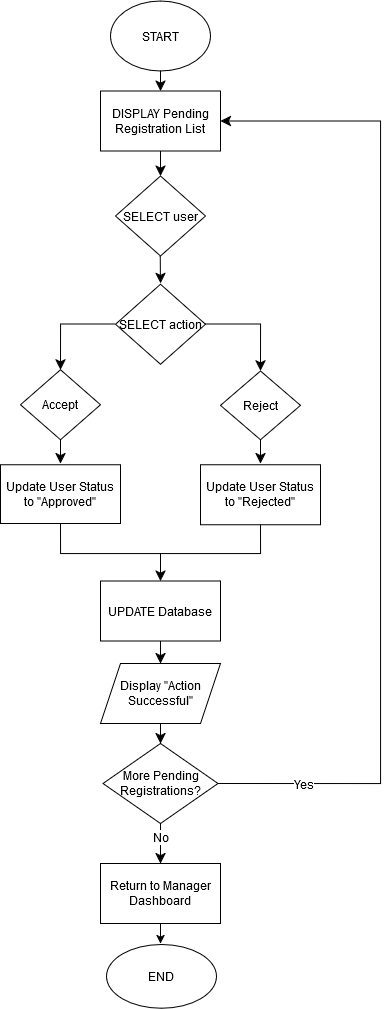 START
DISPLAY Pending
Registration List
SELECT user
SELECT action
Accept
Reject
Update User Status
to "Approved"
Update User Status
to "Rejected"
UPDATE Database
Display "Action
Successful"
More Pending
Registrations?
Yes
No
Return to Manager
Dashboard
END